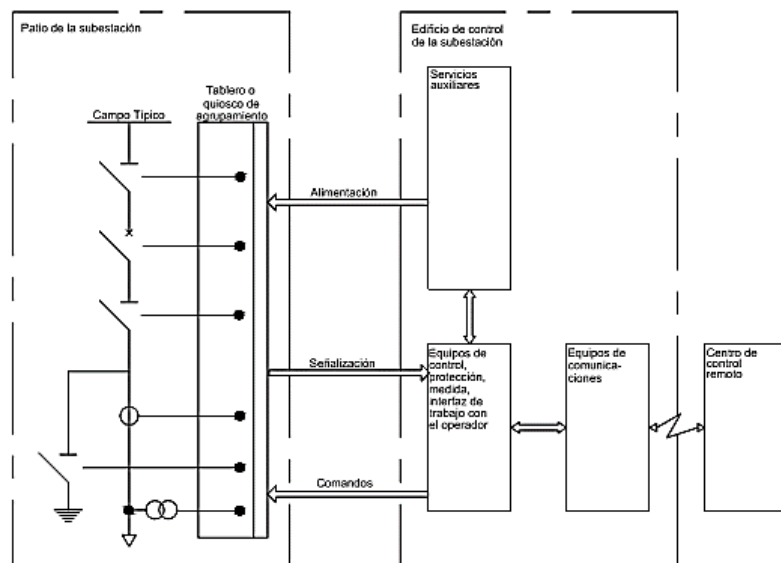 Patio de la subestación
Edificio de control
de la subestación
Tablero o
quiosco de
agrupamiento
Campo Típico
Servicios
auxiliares
Alimentación
Señalización
Equipos de
control,
protección,
medida,
interfaz de
trabajo con
el operador
Equipos de
comunica-
ciones
Centro de
control
remoto
Comandos